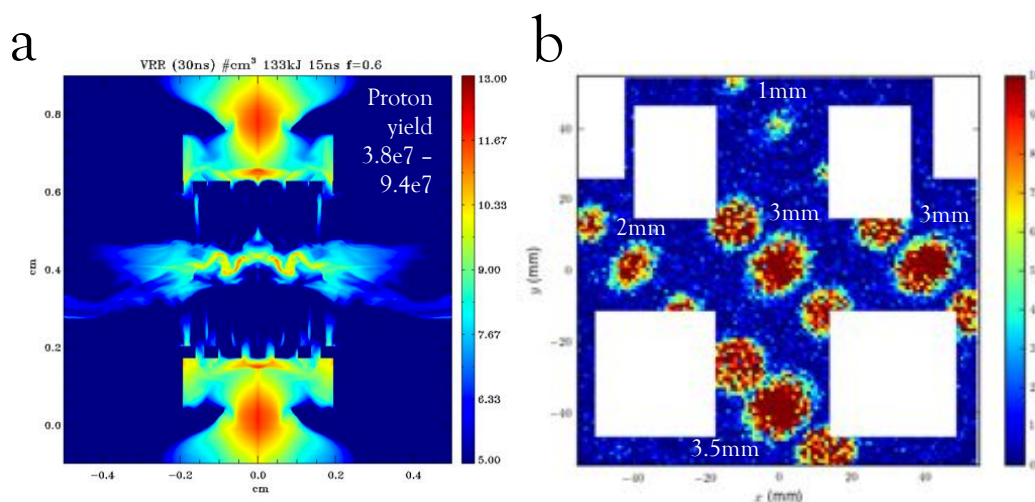 a
VRR (30ns) #cm³ 133kJ 15ns f=0.6
Proton
yield
3.8e7 –
9.4e7
0.8
0.6
0.4
0.2
0.0
cm
−0.4
−0.2
0.0
0.2
0.4
cm
13.00
11.67
10.33
9.00
7.67
6.33
5.00
b
1mm
2mm
3mm
3mm
3.5mm
40
20
0
−20
−40
y (mm)
−40
−20
0
20
40
x (mm)